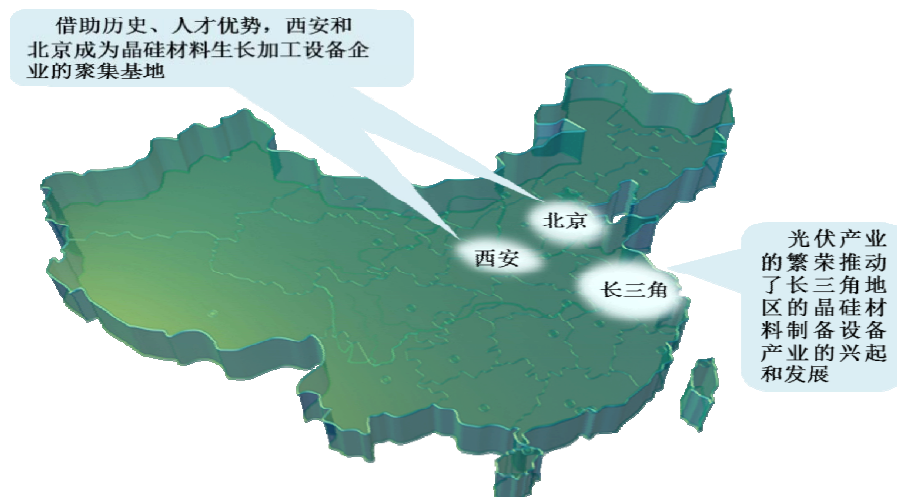 借助历史、人才优势，西安和
北京成为晶硅材料生长加工设备企
业的聚集基地
北京
西安
长三角
光伏产业
的繁荣推动
了长三角地
区的晶硅材
料制备设备
产业的兴起
和发展